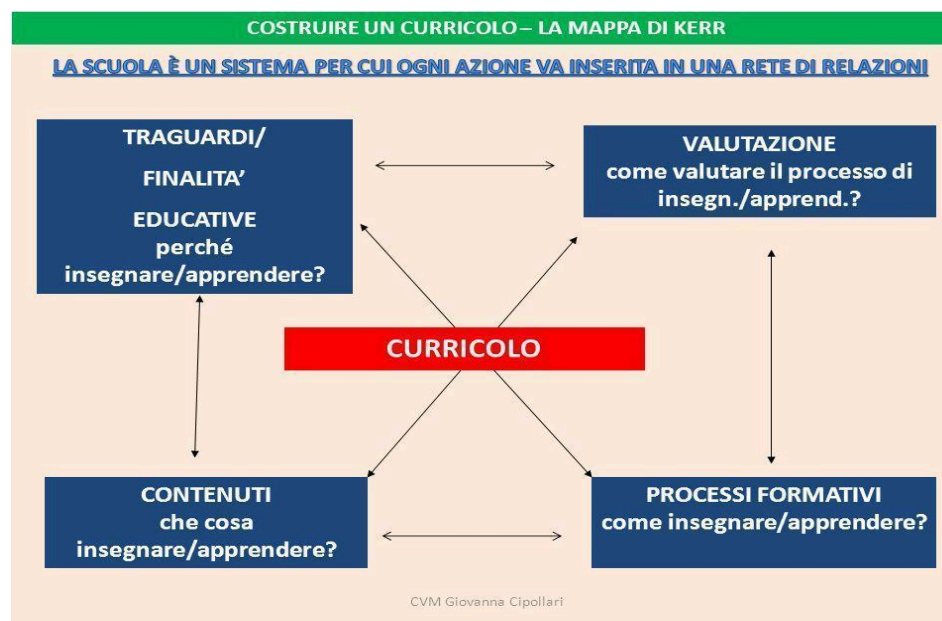 COSTRUIRE UN CURRICOLO – LA MAPPA DI KERR
LA SCUOLA È UN SISTEMA PER CUI OGNI AZIONE VA INSERITA IN UNA RETE DI RELAZIONI
TRAGUARDI/
FINALITA’
EDUCATIVE
perché
insegnare/apprendere?
VALUTAZIONE
come valutare il processo di
insegn./apprend.?
CURRICOLO
CONTENUTI
che cosa
insegnare/apprendere?
PROCESSI FORMATIVI
come insegnare/apprendere?
CVM Giovanna Cipollari